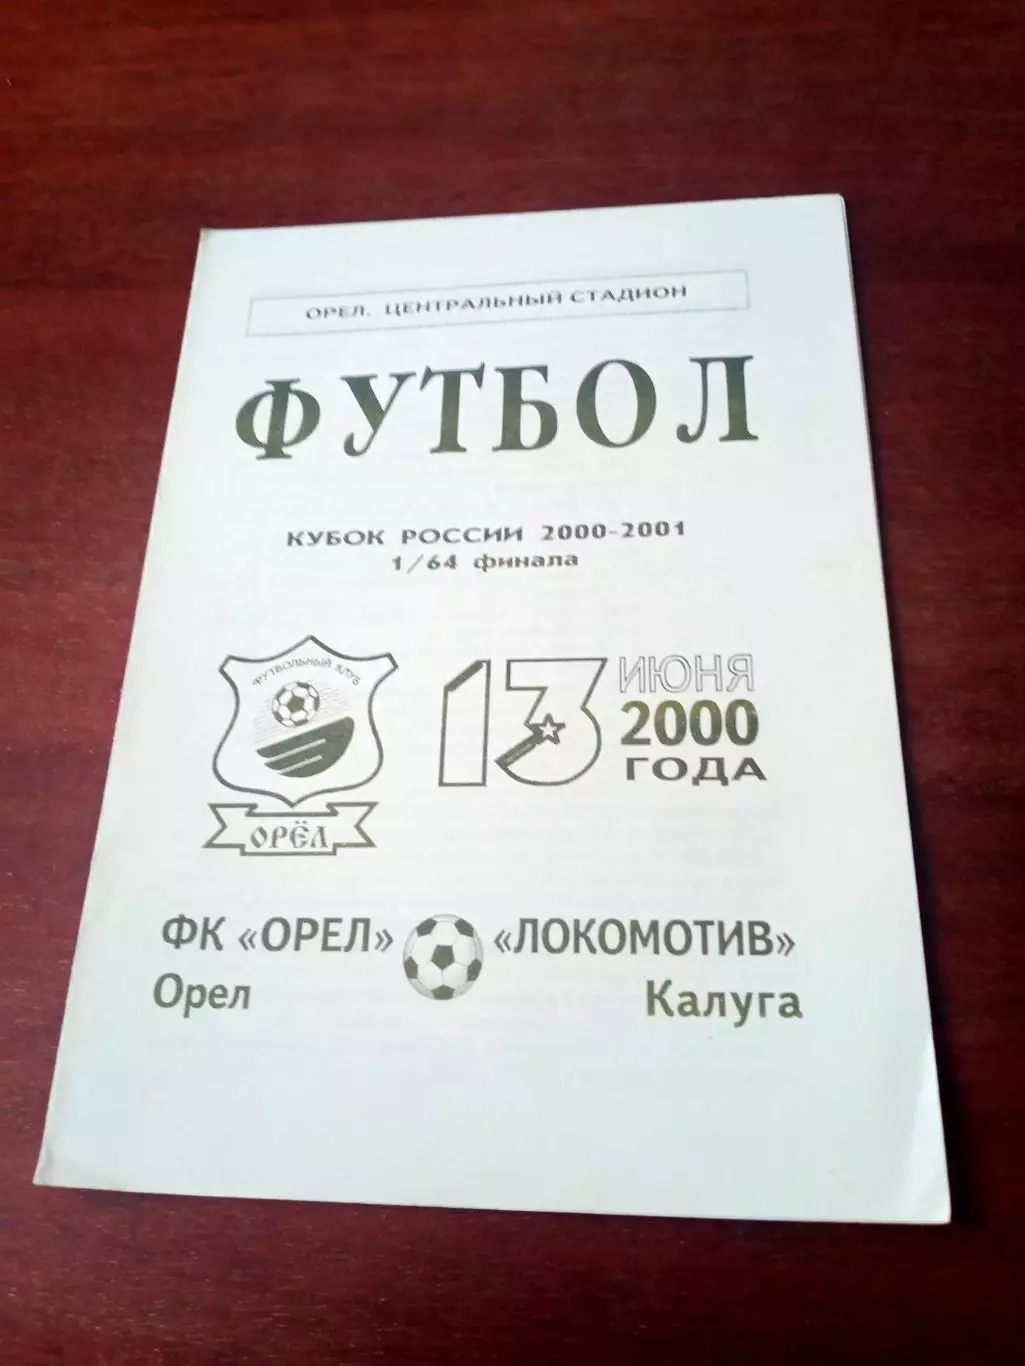 ОРЕЛ. ЦЕНТРАЛЬНЫЙ СТАДИОН
ФУТБОЛ
КУБОК РОССИИ 2000-2001
1/64 финала
ФУТБОЛЬНЫЙ КЛУБ
ОРЁЛ
13 ИЮНЯ
2000
ГОДА
ФК «ОРЕЛ» «ЛОКОМОТИВ»
Орел Калуга